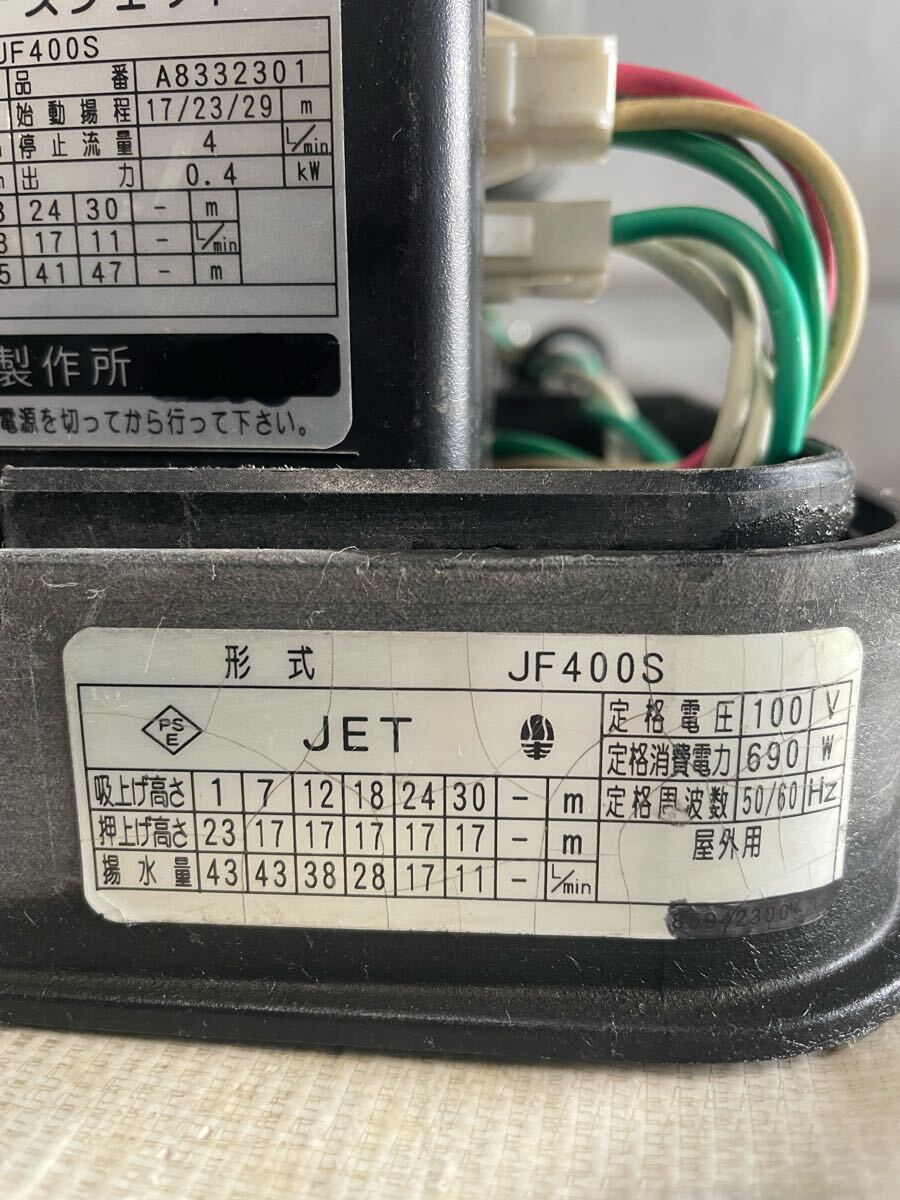 JF400S
品番 A8332301
始動揚程 17/23/29 m
停止流量 4 L/min
出力 0.4 kW
24 30 - m
17 11 - L/min
41 47 - m
製作所
電源を切ってから行って下さい。
形式 JF400S
PSE JET 定格電圧 100 V
定格消費電力 690 W
吸上げ高さ 1 7 12 18 24 30 - m 定格周波数 50/60 Hz
押上げ高さ 23 17 17 17 17 17 - m 屋外用
揚水量 43 43 38 28 17 11 - L/min